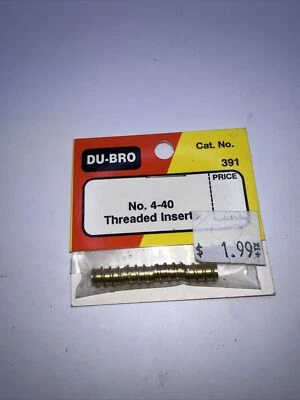 DU-BRO
Cat. No.
391
PRICE
No. 4-40
Threaded Insert
$ 1.99